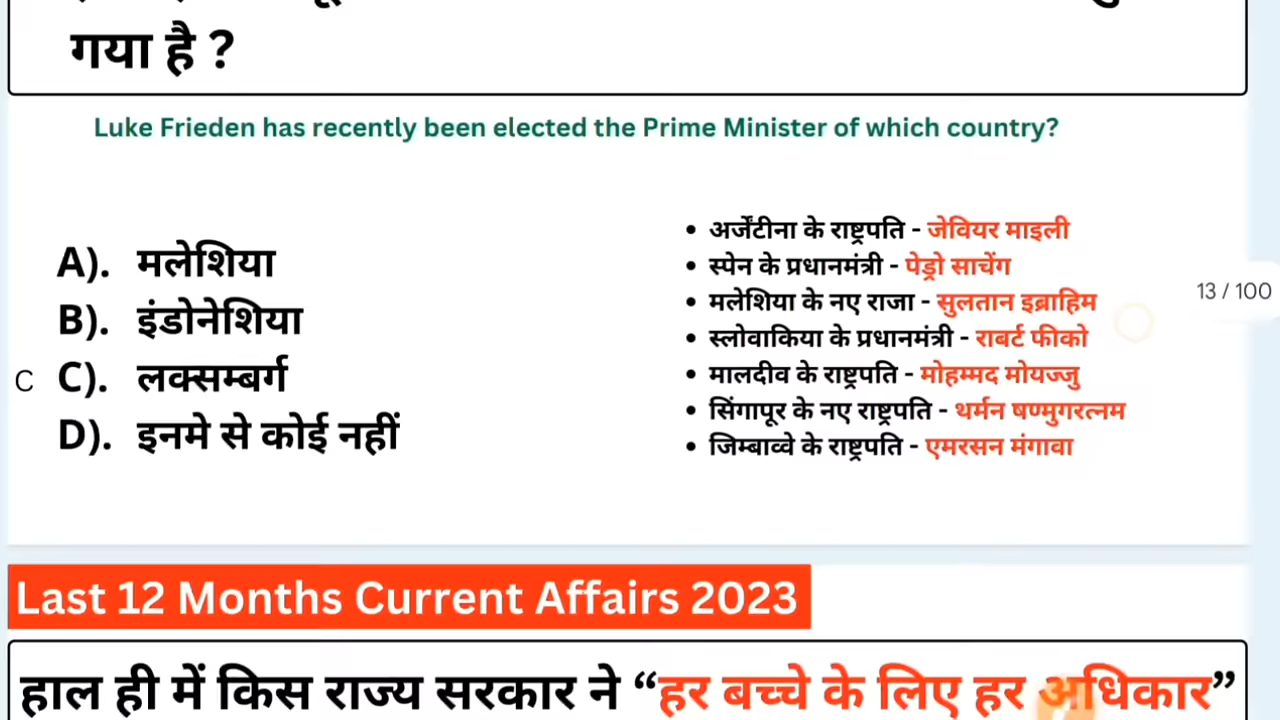 गया है ?
Luke Frieden has recently been elected the Prime Minister of which country?
A). मलेशिया
B). इंडोनेशिया
C C). लक्सम्बर्ग
D). इनमे से कोई नहीं
• अर्जेंटीना के राष्ट्रपति - जेवियर माइली
• स्पेन के प्रधानमंत्री - पेड्रो साचेंग
• मलेशिया के नए राजा - सुलतान इब्राहिम
• स्लोवाकिया के प्रधानमंत्री - राबर्ट फीको
• मालदीव के राष्ट्रपति - मोहम्मद मोयज्जु
• सिंगापूर के नए राष्ट्रपति - थर्मन षण्मुगरत्नम
• जिम्बाव्वे के राष्ट्रपति - एमरसन मंगावा
13 / 100
Last 12 Months Current Affairs 2023
हाल ही में किस राज्य सरकार ने “हर बच्चे के लिए हर अधिकार”